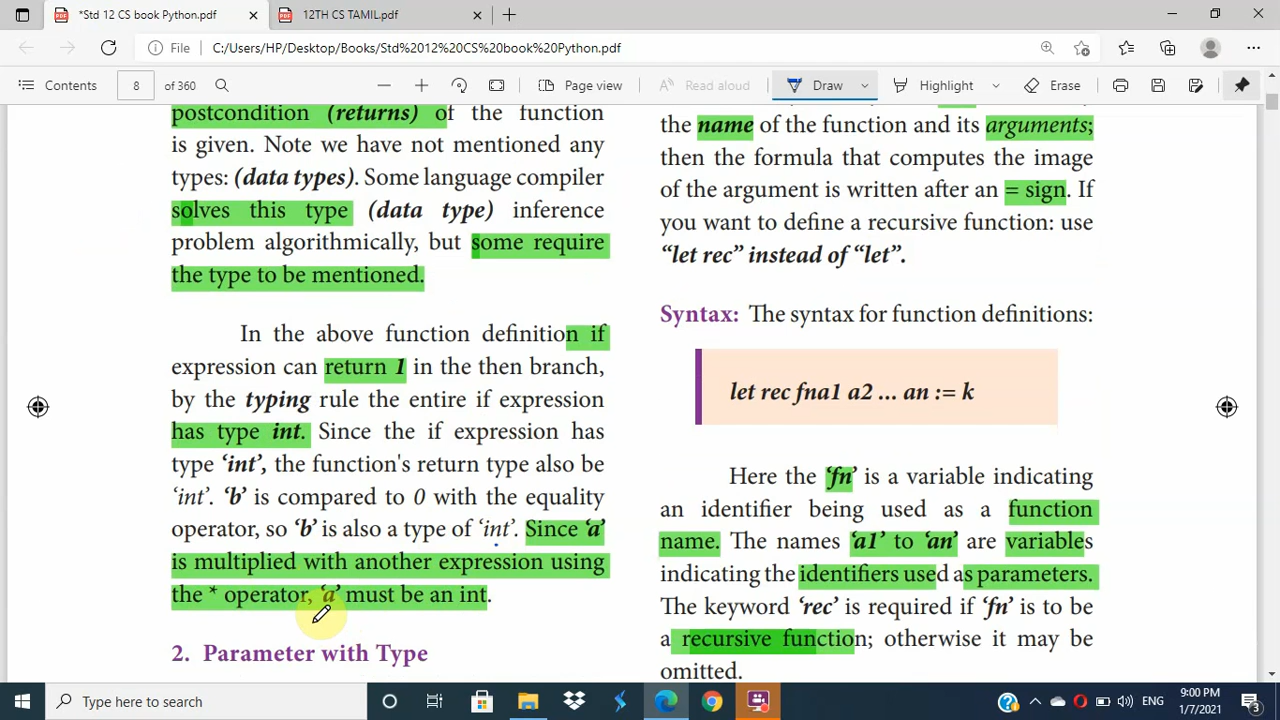 *Std 12 CS book Python.pdf
12TH CS TAMIL.pdf
File
C:/Users/HP/Desktop/Books/Std%2012%20CS%20book%20Python.pdf
Contents
8
of 360
Page view
Read aloud
Draw
Highlight
Erase
postcondition (returns) of the function
is given. Note we have not mentioned any
types: (data types). Some language compiler
solves this type (data type) inference
problem algorithmically, but some require
the type to be mentioned.
In the above function definition if
expression can return 1 in the then branch,
by the typing rule the entire if expression
has type int. Since the if expression has
type ‘int’, the function's return type also be
‘int’. ‘b’ is compared to 0 with the equality
operator, so ‘b’ is also a type of ‘int’. Since ‘a’
is multiplied with another expression using
the * operator, ‘a’ must be an int.
2. Parameter with Type
the name of the function and its arguments;
then the formula that computes the image
of the argument is written after an = sign. If
you want to define a recursive function: use
“let rec” instead of “let”.
Syntax: The syntax for function definitions:
let rec fna1 a2 ... an := k
Here the ‘fn’ is a variable indicating
an identifier being used as a function
name. The names ‘a1’ to ‘an’ are variables
indicating the identifiers used as parameters.
The keyword ‘rec’ is required if ‘fn’ is to be
a recursive function; otherwise it may be
omitted.
Type here to search
ENG
9:00 PM
1/7/2021
3